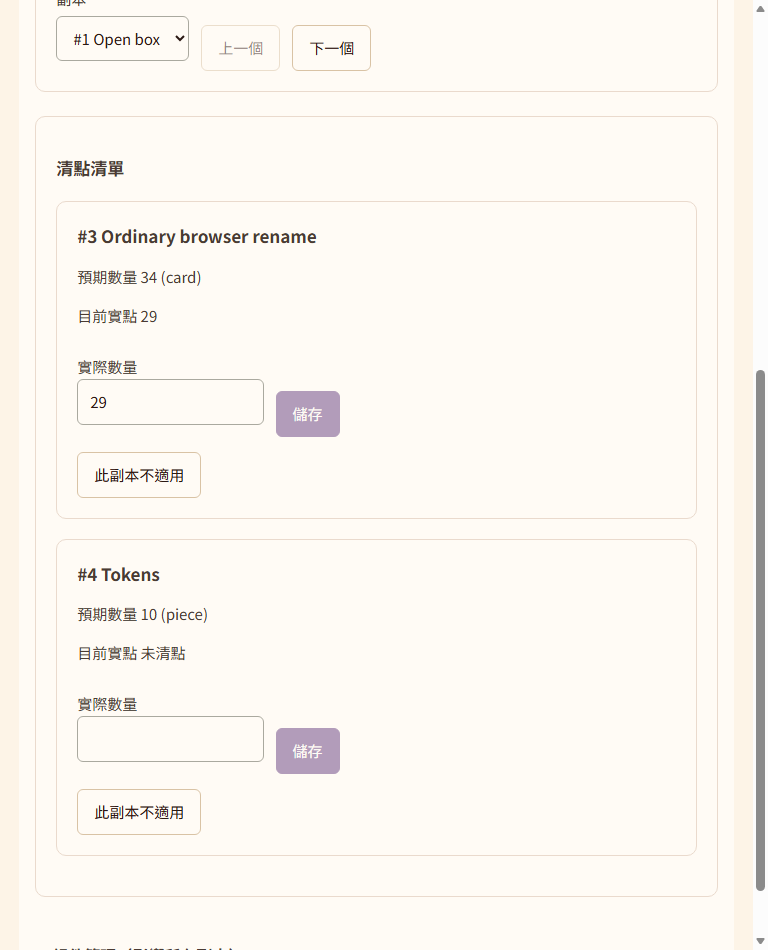 副本
#1 Open box
上一個
下一個
清點清單
#3 Ordinary browser rename
預期數量 34 (card)
目前實點 29
實際數量
29
儲存
此副本不適用
#4 Tokens
預期數量 10 (piece)
目前實點 未清點
實際數量
儲存
此副本不適用